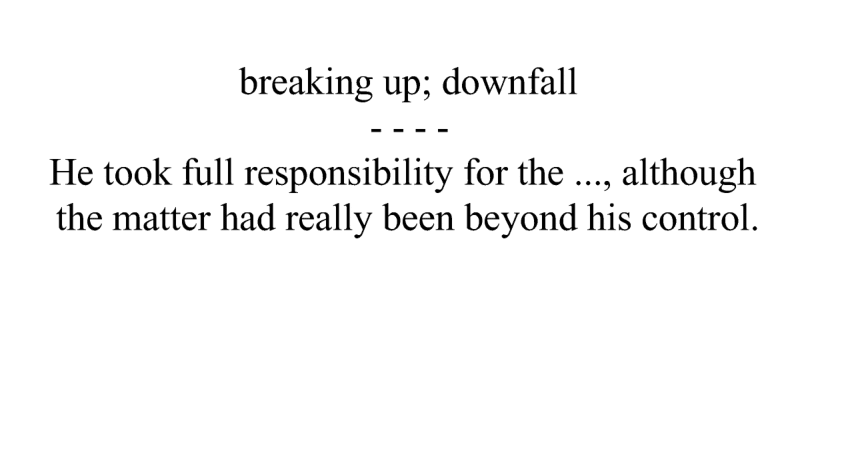 breaking up; downfall
- - - -
He took full responsibility for the ..., although
the matter had really been beyond his control.